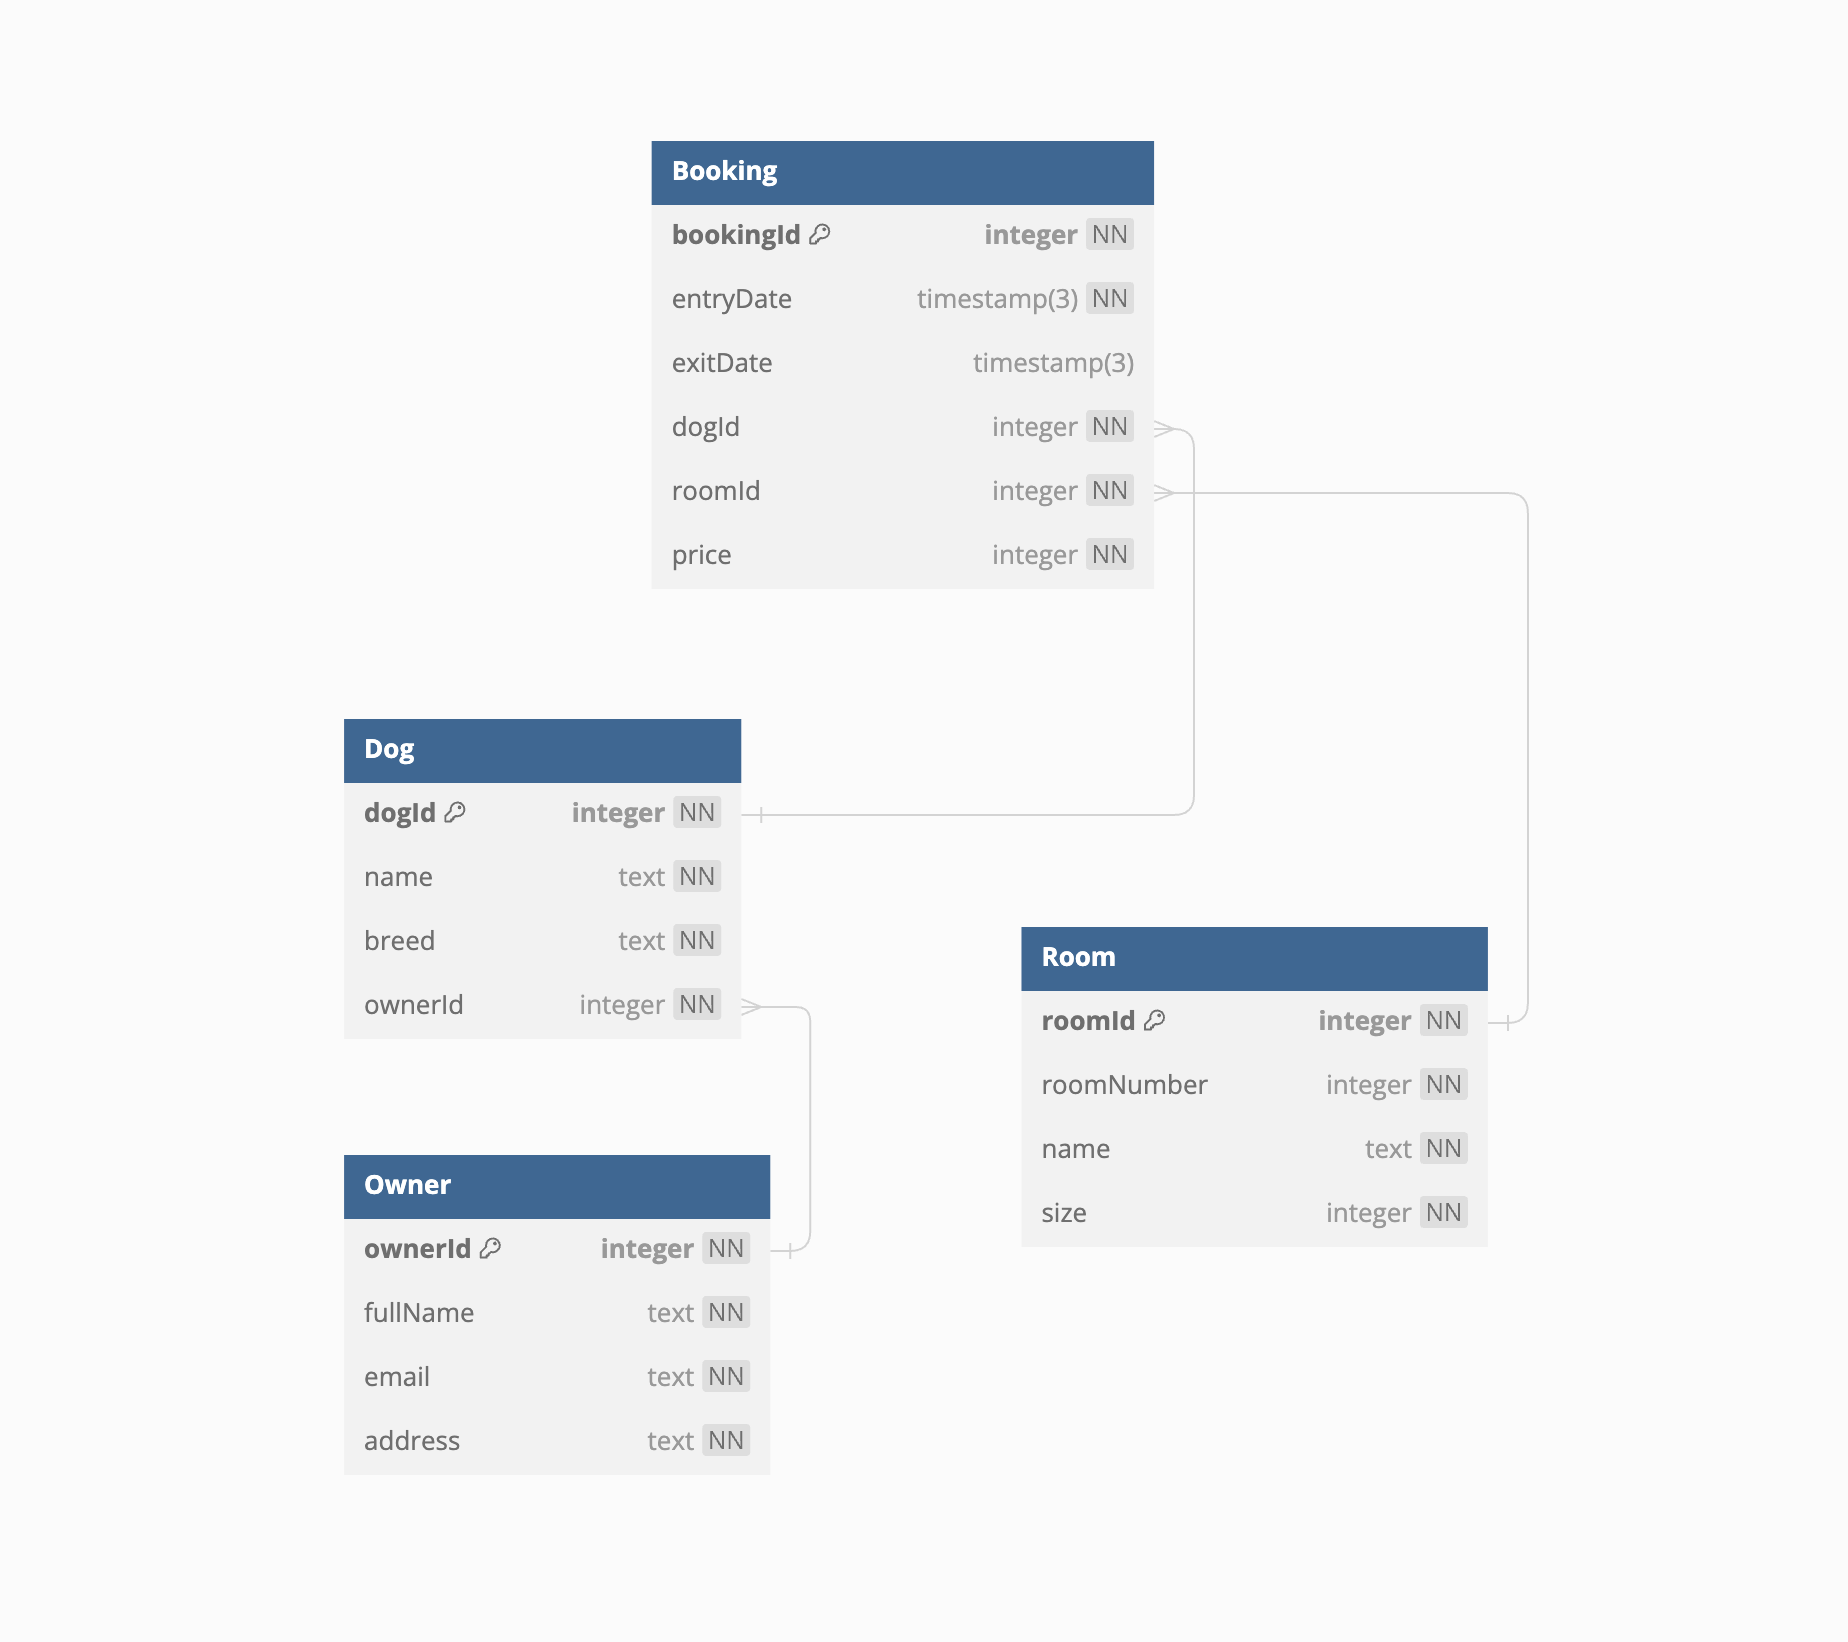 Booking
bookingId integer NN
entryDate timestamp(3) NN
exitDate timestamp(3)
dogId integer NN
roomId integer NN
price integer NN
Dog
dogId integer NN
name text NN
breed text NN
ownerId integer NN
Room
roomId integer NN
roomNumber integer NN
name text NN
size integer NN
Owner
ownerId integer NN
fullName text NN
email text NN
address text NN